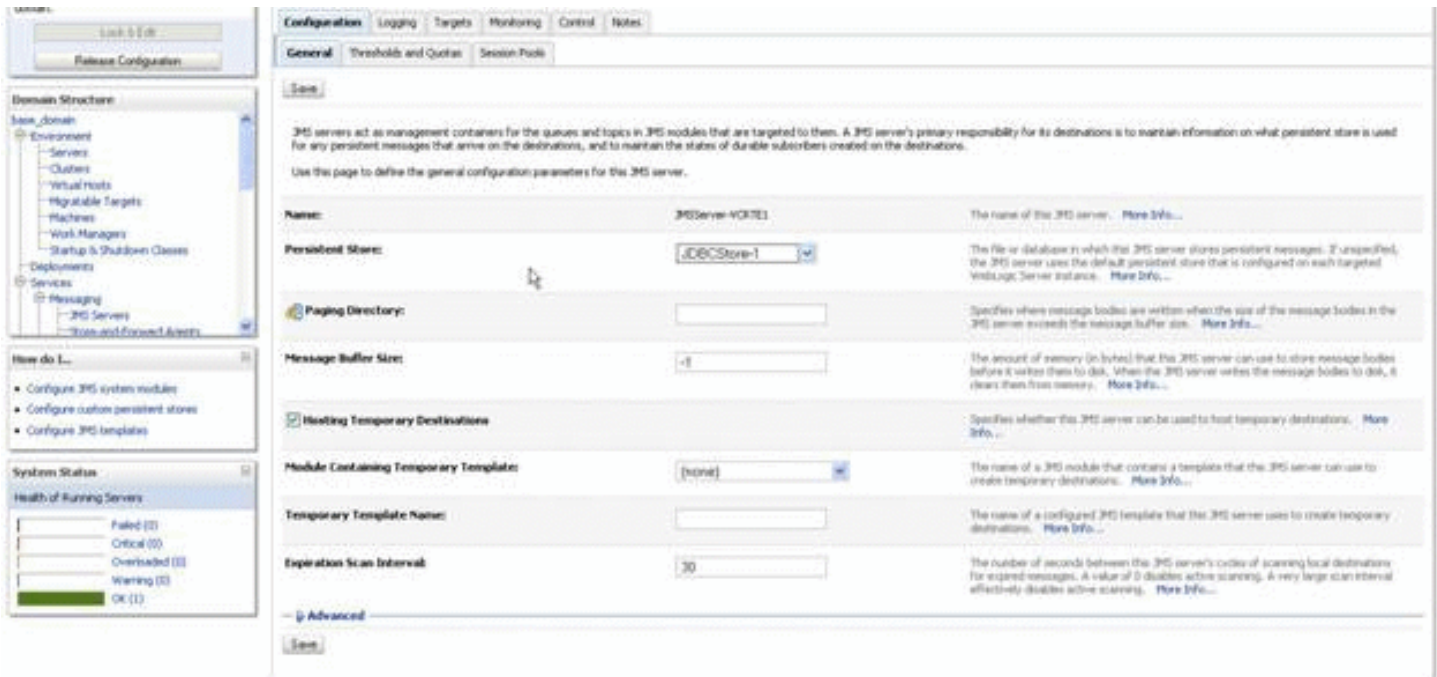 domain.
Lock & Edit
Release Configuration
Domain Structure
base_domain
Environment
Servers
Clusters
Virtual Hosts
Migratable Targets
Machines
Work Managers
Startup & Shutdown Classes
Deployments
Services
Messaging
JMS Servers
Store-and-Forward Agents
How do I...
Configure JMS system modules
Configure custom persistent stores
Configure JMS templates
System Status
Health of Running Servers
Failed (0)
Critical (0)
Overloaded (0)
Warning (0)
OK (1)
Configuration Logging Targets Monitoring Control Notes
General Thresholds and Quotas Session Pools
Save
JMS servers act as management containers for the queues and topics in JMS modules that are targeted to them. A JMS server's primary responsibility for its destinations is to maintain information on what persistent store is used
for any persistent messages that arrive on the destinations, and to maintain the states of durable subscribers created on the destinations.
Use this page to define the general configuration parameters for this JMS server.
Name: The name of this JMS server. More Info...
Persistent Store: JDBCStore-1 The file or database in which this JMS server stores persistent messages. If unspecified,
the JMS server uses the default persistent store that is configured on each targeted
WebLogic Server instance. More Info...
Paging Directory: Specifies where message bodies are written when the size of the message bodies in the
JMS server exceeds the message buffer size. More Info...
Message Buffer Size: -1 The amount of memory (in bytes) that this JMS server can use to store message bodies
before it writes them to disk. When the JMS server writes the message bodies to disk, it
clears them from memory. More Info...
Hosting Temporary Destinations Specifies whether this JMS server can be used to host temporary destinations. More
Info...
Module Containing Temporary Template: (none) The name of a JMS module that contains a template that this JMS server can use to
create temporary destinations. More Info...
Temporary Template Name: The name of a configured JMS template that this JMS server uses to create temporary
destinations. More Info...
Expiration Scan Interval: 30 The number of seconds between this JMS server's cycles of scanning local destinations
for expired messages. A value of 0 disables active scanning. A very large scan interval
effectively disables active scanning. More Info...
Advanced
Save